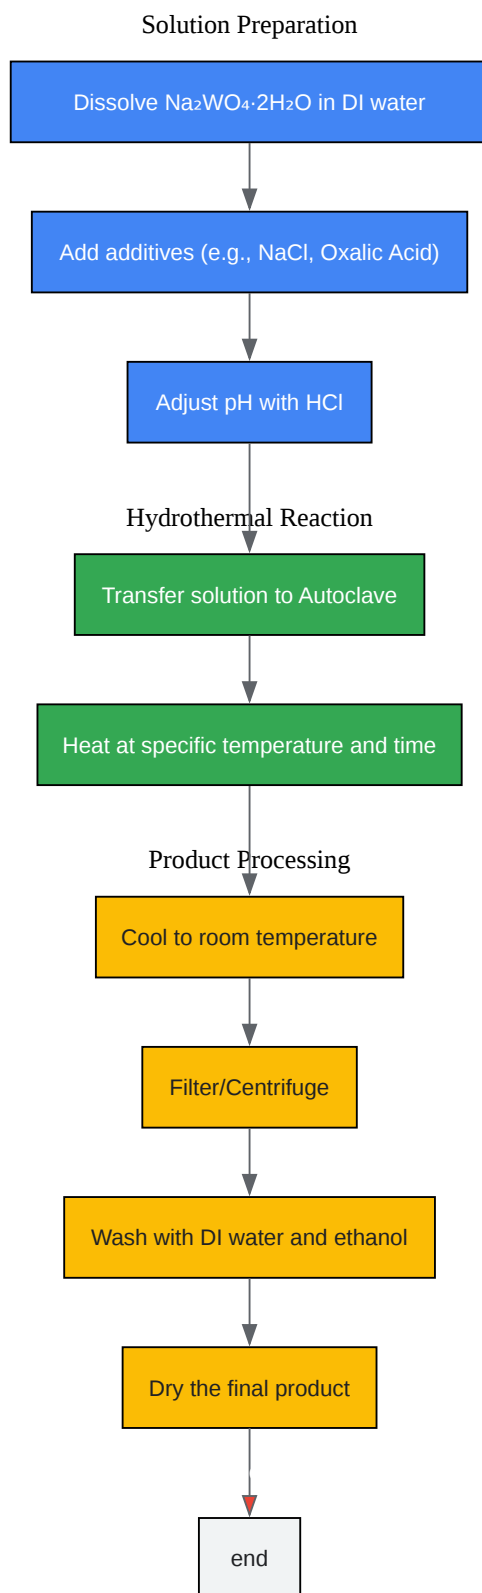 Solution Preparation
Dissolve Na₂WO₄·2H₂O in DI water
Add additives (e.g., NaCl, Oxalic Acid)
Adjust pH with HCl
Hydrothermal Reaction
Transfer solution to Autoclave
Heat at specific temperature and time
Product Processing
Cool to room temperature
Filter/Centrifuge
Wash with DI water and ethanol
Dry the final product
end